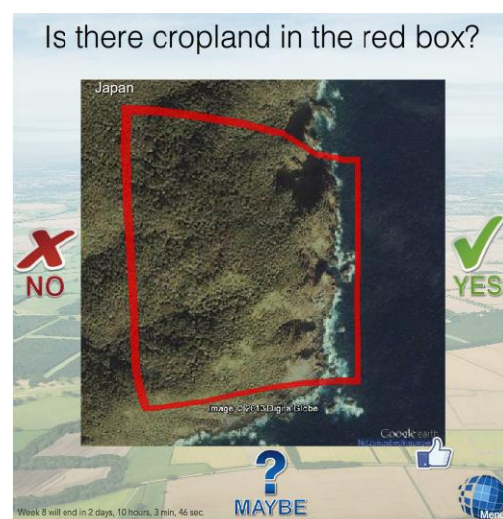 Is there cropland in the red box?
Japan
NO
YES
Image © 2013 DigitalGlobe
Google earth
MAYBE
Week 8 will end in 2 days, 10 hours, 3 min, 46 sec.
Menu